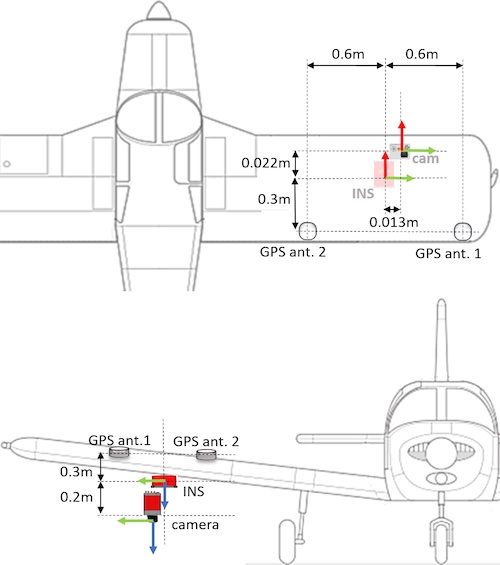 0.6m 0.6m
cam
0.022m
INS
0.3m
0.013m
GPS ant. 2 GPS ant. 1
GPS ant.1 GPS ant. 2
0.3m
INS
0.2m
camera